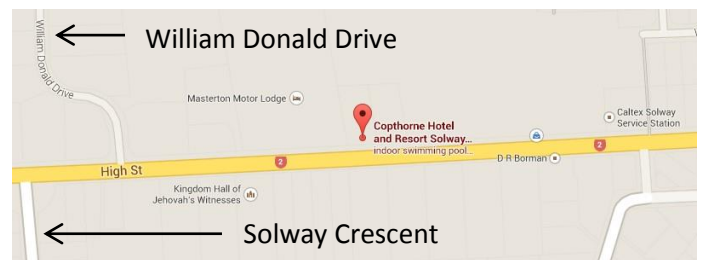 William Donald Drive
William Donald Drive
Masterton Motor Lodge
Copthorne Hotel
and Resort Solway...
indoor swimming pool...
Caltex Solway
Service Station
2
D R Borman
High St
2
Kingdom Hall of
Jehovah's Witnesses
Solway Crescent